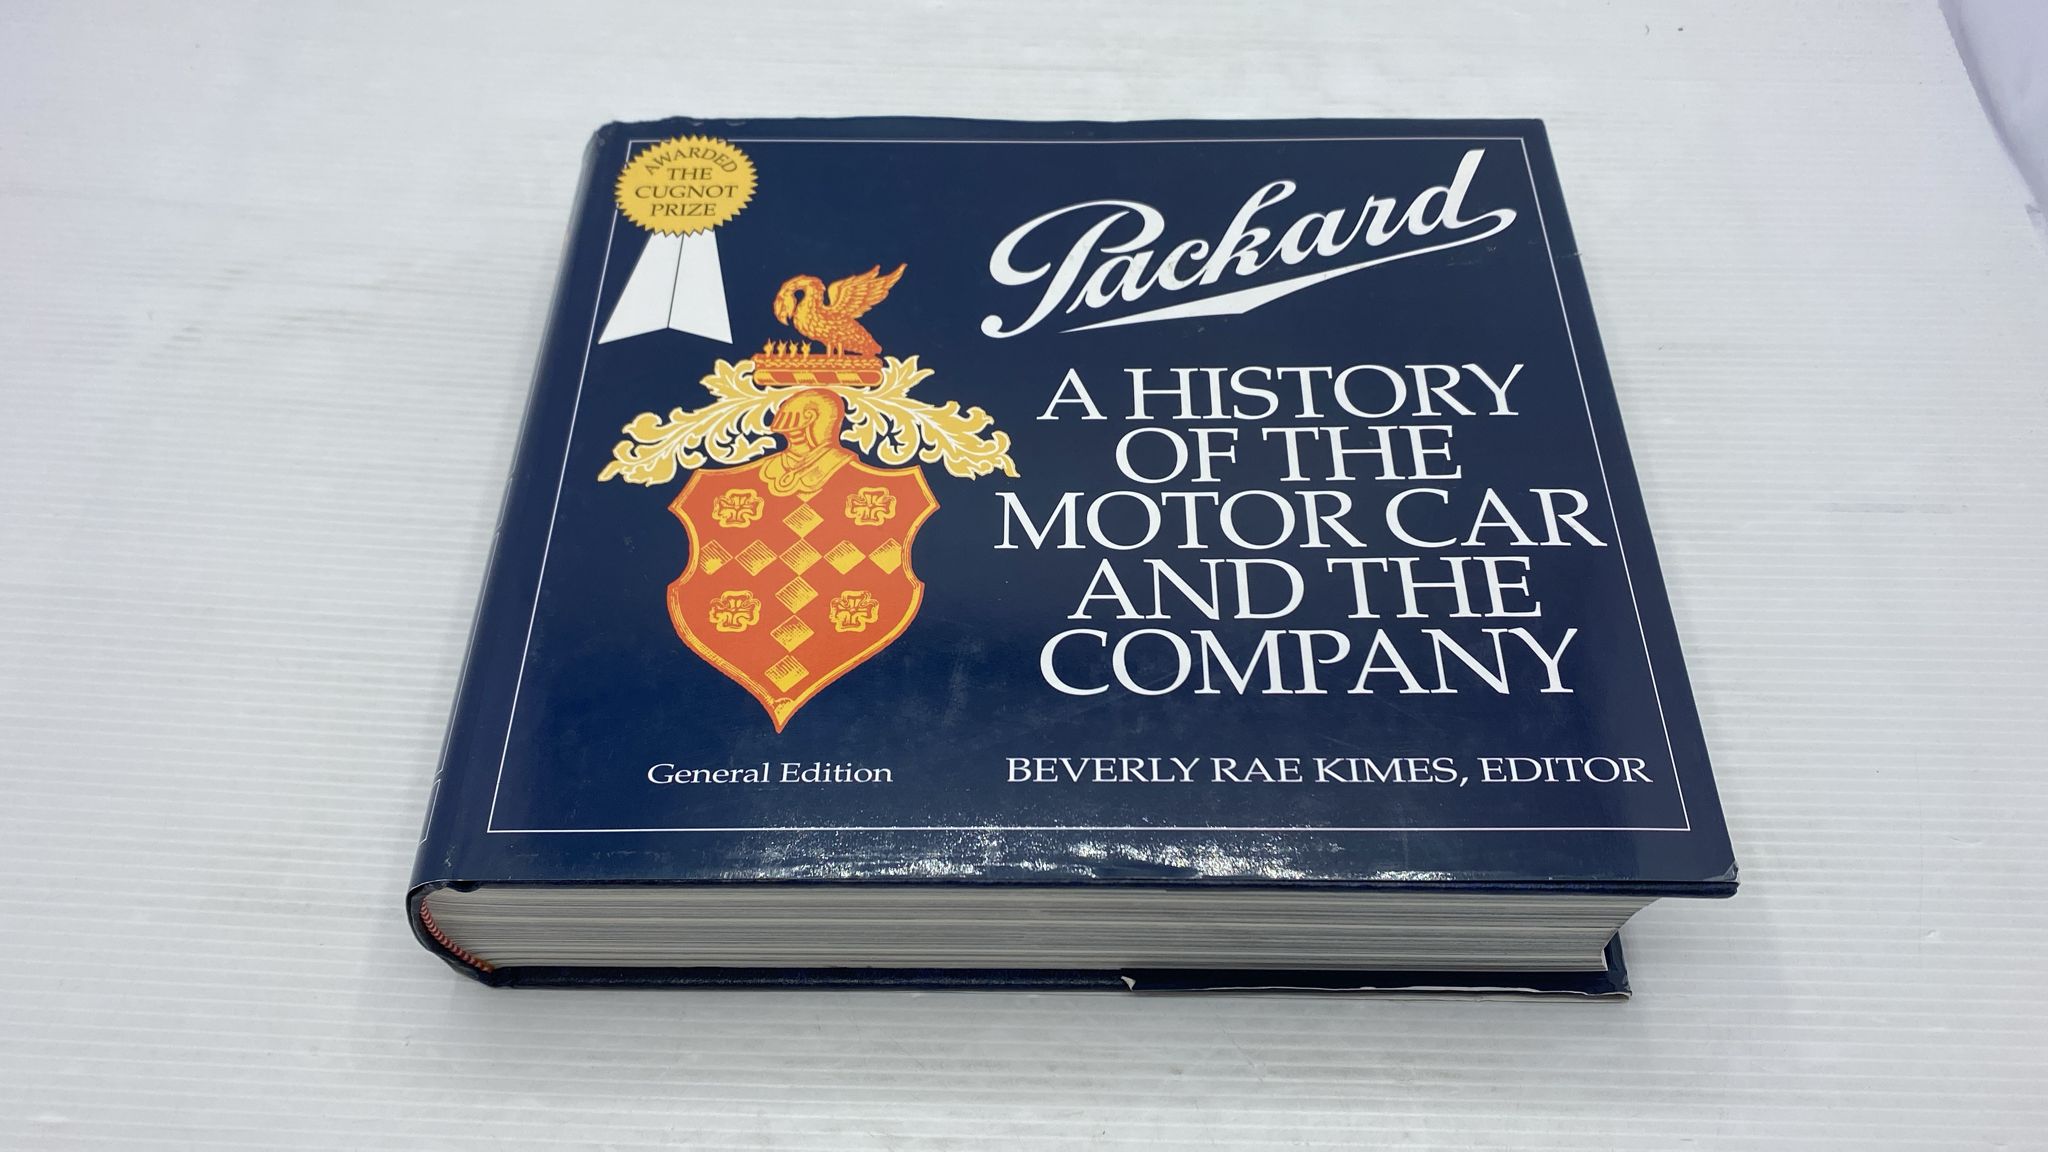 AWARDED
THE
CUGNOT
PRIZE
Packard
A HISTORY
OF THE
MOTOR CAR
AND THE
COMPANY
General Edition
BEVERLY RAE KIMES, EDITOR